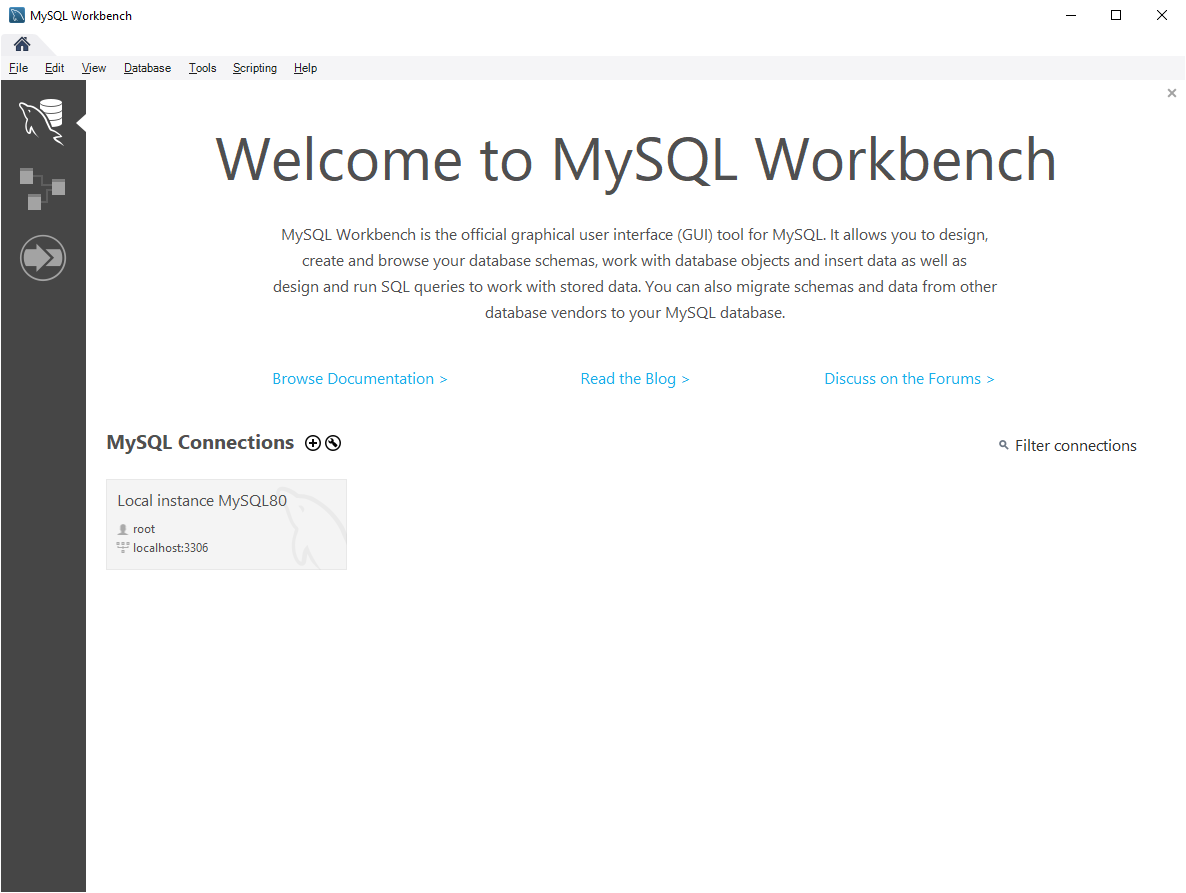 MySQL Workbench
File Edit View Database Tools Scripting Help
Welcome to MySQL Workbench
MySQL Workbench is the official graphical user interface (GUI) tool for MySQL. It allows you to design,
create and browse your database schemas, work with database objects and insert data as well as
design and run SQL queries to work with stored data. You can also migrate schemas and data from other
database vendors to your MySQL database.
Browse Documentation > Read the Blog > Discuss on the Forums >
MySQL Connections Filter connections
Local instance MySQL80
root
localhost:3306